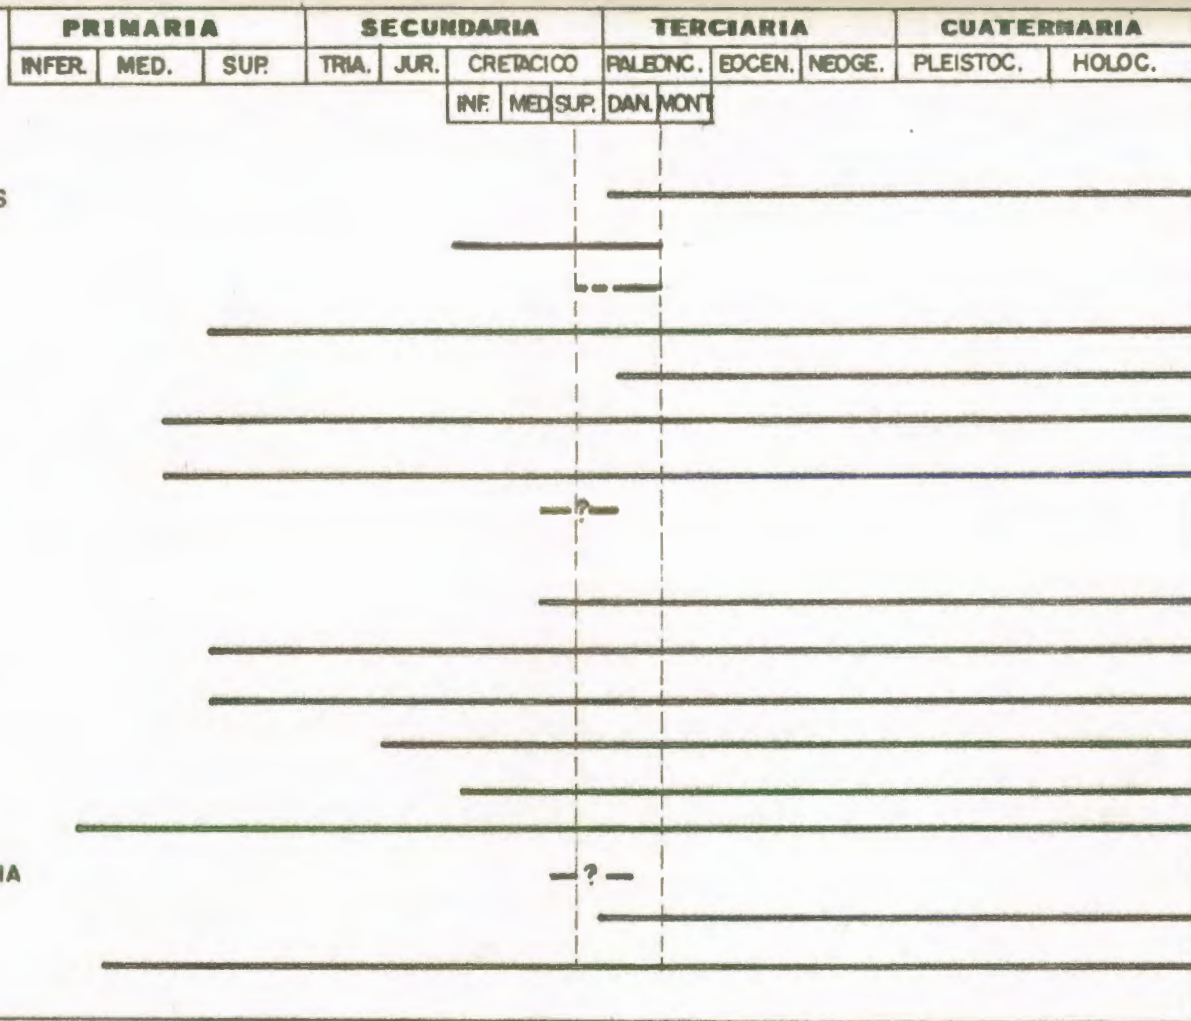 PRIMARIA SECUNDARIA TERCIARIA CUATERNARIA
INFER. MED. SUP. TRIA. JUR. CRETACICO PALEONC. EOCEN. NEOGE. PLEISTOC. HOLOC.
INF. MED SUP. DAN. MONT
S
?
?
IA